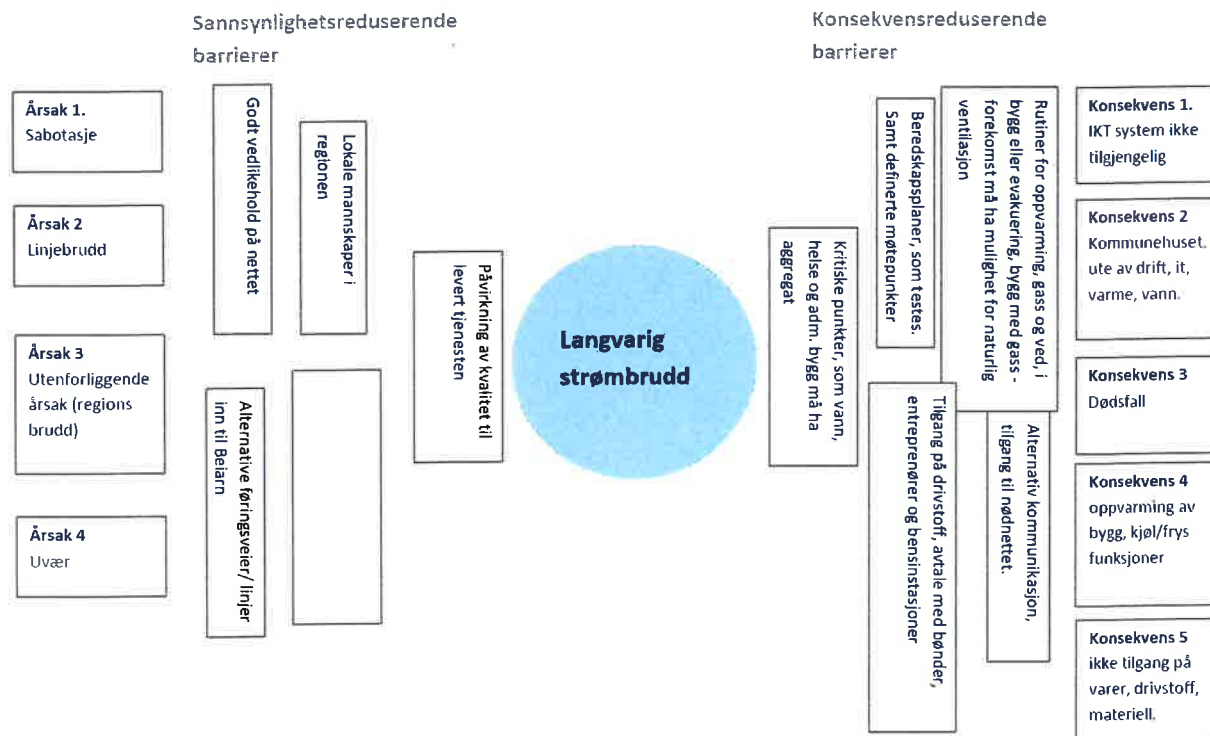 Sannsynlighetsreduserende
barrierer
Konsekvensreduserende
barrierer
Årsak 1.
Sabotasje
Årsak 2
Linjebrudd
Årsak 3
Utenforliggende
årsak (regions
brudd)
Årsak 4
Uvær
Godt vedlikehold på nettet
Lokale mannskaper i
regionen
Alternative føringsveier/ linjer
inn til Beiarn
Påvirkning av kvalitet til
levert tjenesten
Langvarig
strømbrudd
Kritiske punkter, som vann,
helse og adm. bygg må ha
aggregat
Beredskapsplaner, som testes.
Samt definerte møtepunkter
Rutiner for oppvarming, gass og ved, i
bygg eller evakuering, bygg med gass -
forekomst må ha mulighet for naturlig
ventilasjon
Tilgang på drivstoff, avtale med bønder,
entreprenører og bensinstasjoner
Alternativ kommunikasjon,
tilgang til nødnettet.
Konsekvens 1.
IKT system ikke
tilgjengelig
Konsekvens 2
Kommunehuset,
ute av drift, it,
varme, vann.
Konsekvens 3
Dødsfall
Konsekvens 4
oppvarming av
bygg, kjøl/frys
funksjoner
Konsekvens 5
ikke tilgang på
varer, drivstoff,
materiell.